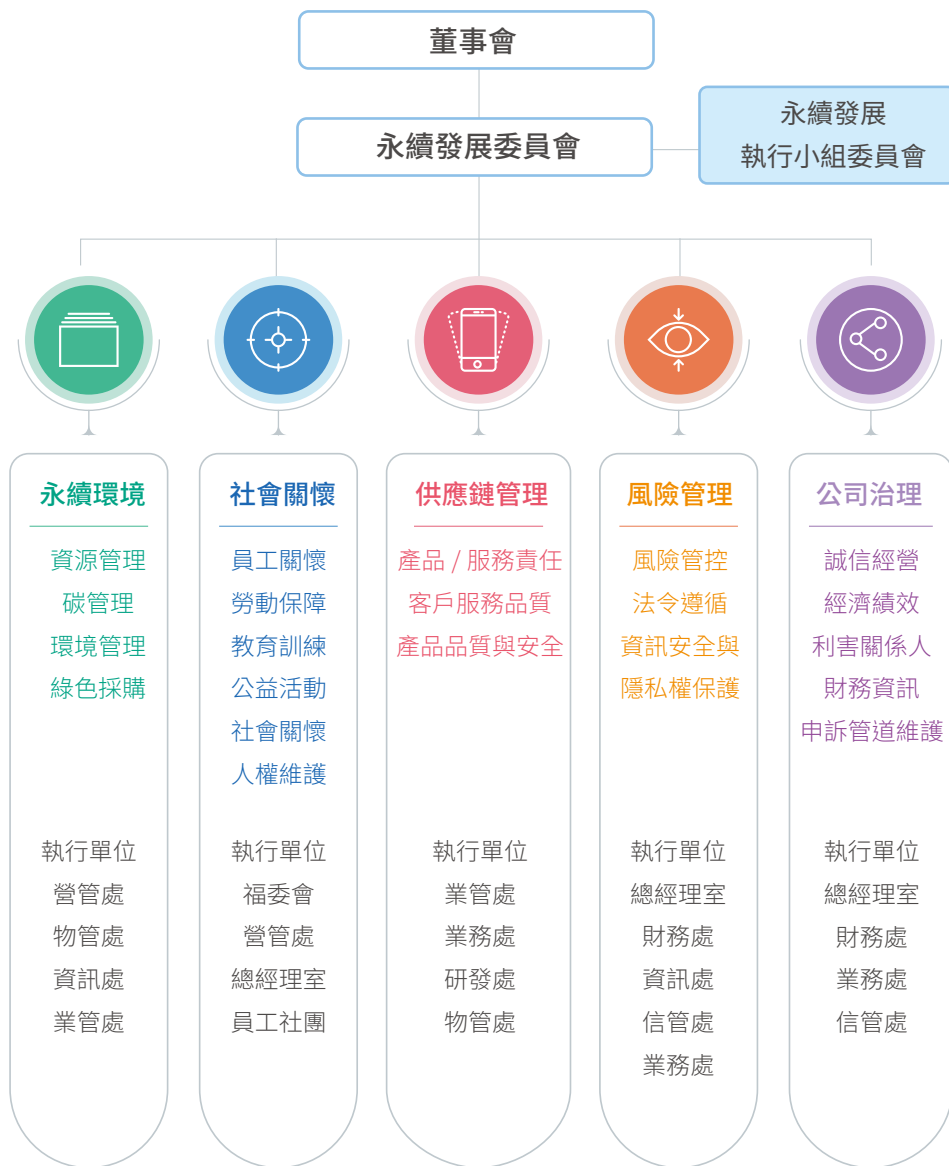 董事會
永續發展委員會
永續發展
執行小組委員會
永續環境
資源管理
碳管理
環境管理
綠色採購
執行單位
營管處
物管處
資訊處
業管處
社會關懷
員工關懷
勞動保障
教育訓練
公益活動
社會關懷
人權維護
執行單位
福委會
營管處
總經理室
員工社團
供應鏈管理
產品 / 服務責任
客戶服務品質
產品品質與安全
執行單位
業管處
業務處
研發處
物管處
風險管理
風險管控
法令遵循
資訊安全與
隱私權保護
執行單位
總經理室
財務處
資訊處
信管處
業務處
公司治理
誠信經營
經濟績效
利害關係人
財務資訊
申訴管道維護
執行單位
總經理室
財務處
業務處
信管處